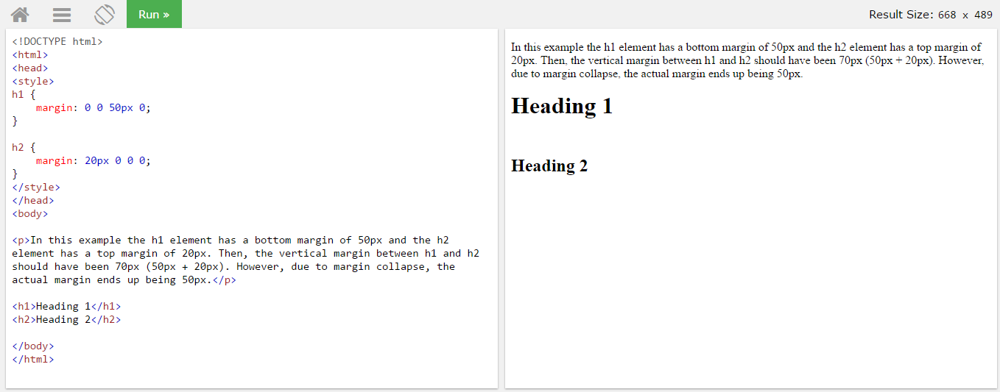 Run »
Result Size: 668 x 489
<!DOCTYPE html>
<html>
<head>
<style>
h1 {
    margin: 0 0 50px 0;
}

h2 {
    margin: 20px 0 0 0;
}
</style>
</head>
<body>

<p>In this example the h1 element has a bottom margin of 50px and the h2
element has a top margin of 20px. Then, the vertical margin between h1 and h2
should have been 70px (50px + 20px). However, due to margin collapse, the
actual margin ends up being 50px.</p>

<h1>Heading 1</h1>
<h2>Heading 2</h2>

</body>
</html>
In this example the h1 element has a bottom margin of 50px and the h2 element has a top margin of
20px. Then, the vertical margin between h1 and h2 should have been 70px (50px + 20px). However,
due to margin collapse, the actual margin ends up being 50px.
Heading 1
Heading 2